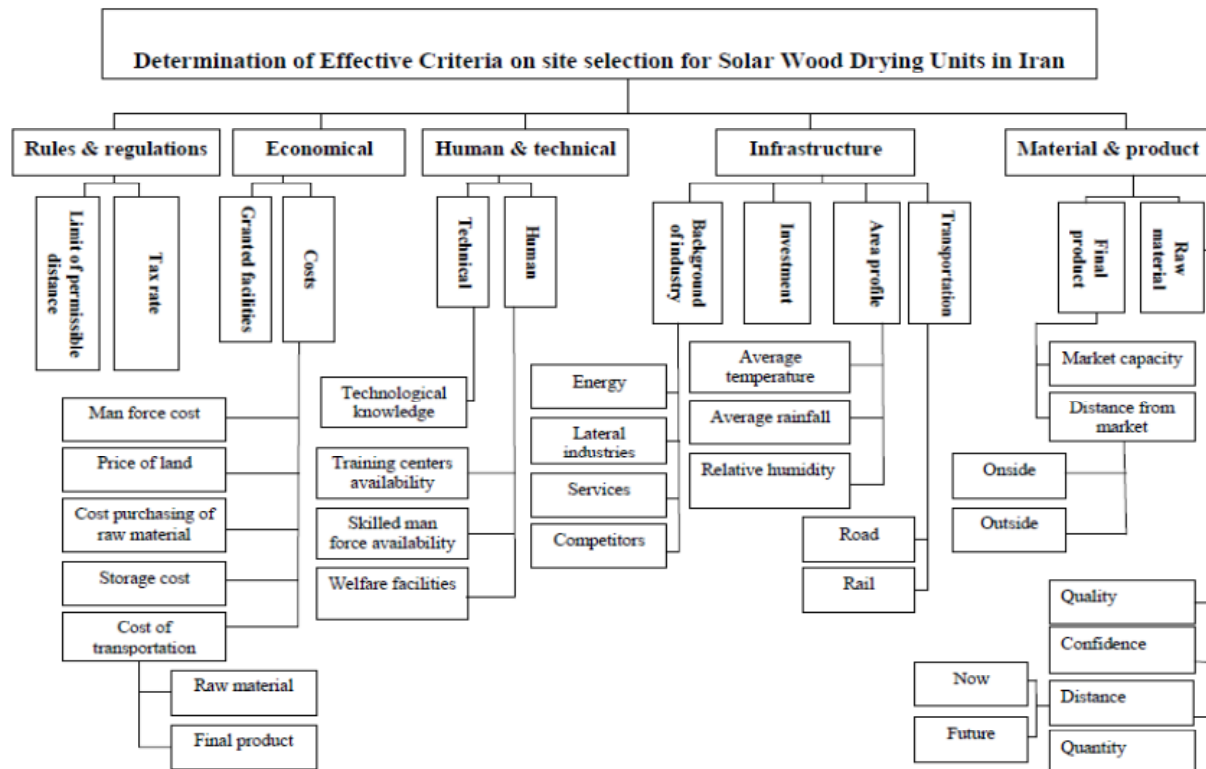 Determination of Effective Criteria on site selection for Solar Wood Drying Units in Iran
Rules & regulations
Economical
Human & technical
Infrastructure
Material & product
Limit of permissible
distance
Tax rate
Granted facilities
Costs
Technical
Human
Background
of industry
Investment
Area profile
Transportation
Final
product
Raw
material
Man force cost
Price of land
Cost purchasing of
raw material
Storage cost
Cost of
transportation
Raw material
Final product
Technological
knowledge
Training centers
availability
Skilled man
force availability
Welfare facilities
Energy
Lateral
industries
Services
Competitors
Average
temperature
Average rainfall
Relative humidity
Road
Rail
Market capacity
Distance from
market
Onside
Outside
Quality
Confidence
Distance
Quantity
Now
Future